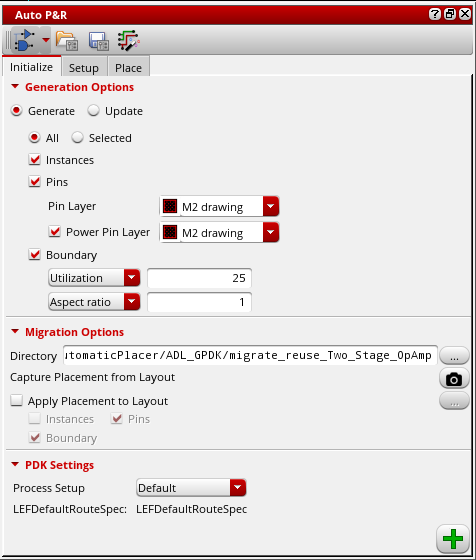 Auto P&R
Initialize Setup Place
Generation Options
Generate Update
All Selected
Instances
Pins
Pin Layer M2 drawing
Power Pin Layer M2 drawing
Boundary
Utilization 25
Aspect ratio 1
Migration Options
Directory utomaticPlacer/ADL_GPDK/migrate_reuse_Two_Stage_OpAmp ...
Capture Placement from Layout
Apply Placement to Layout ...
Instances Pins
Boundary
PDK Settings
Process Setup Default
LEFDefaultRouteSpec: LEFDefaultRouteSpec